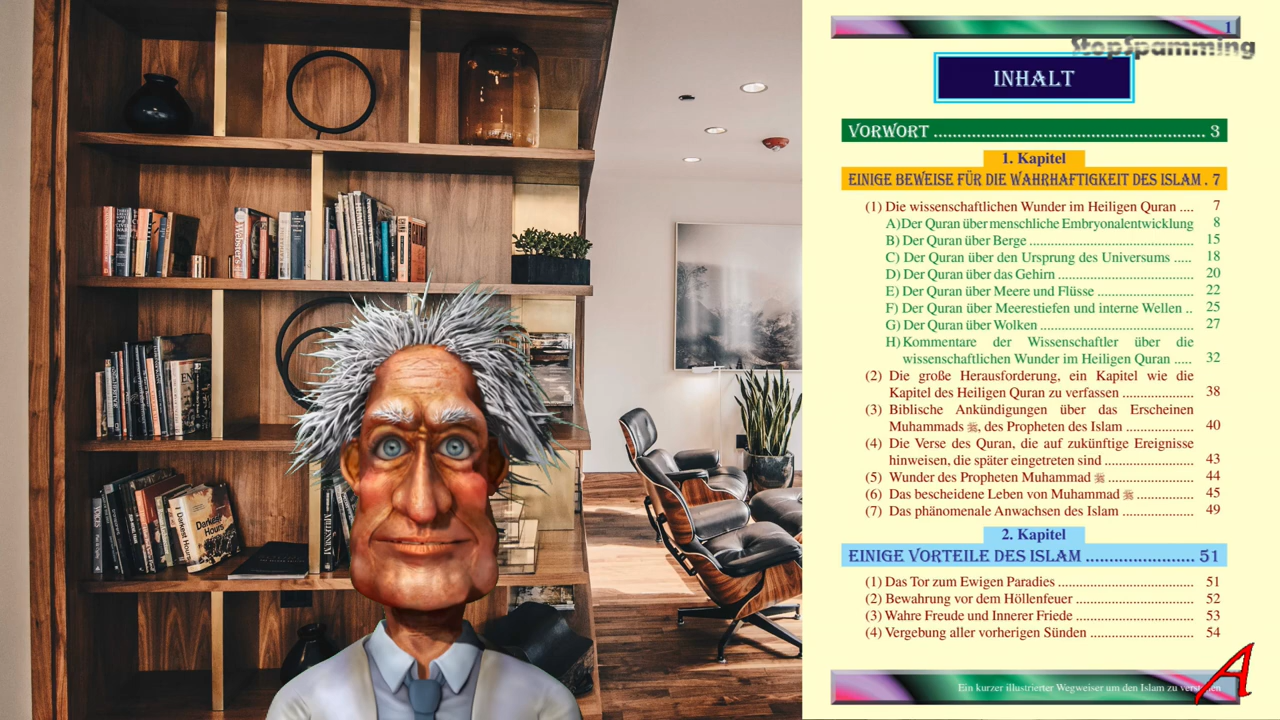 1
StopSpamming
INHALT
VORWORT ........................................................... 3
1. Kapitel
EINIGE BEWEISE FÜR DIE WAHRHAFTIGKEIT DES ISLAM . 7
(1) Die wissenschaftlichen Wunder im Heiligen Quran .... 7
A)Der Quran über menschliche Embryonalentwicklung 8
B) Der Quran über Berge ............................................ 15
C) Der Quran über den Ursprung des Universums ..... 18
D) Der Quran über das Gehirn ..................................... 20
E) Der Quran über Meere und Flüsse ........................... 22
F) Der Quran über Meerestiefen und interne Wellen .. 25
G) Der Quran über Wolken .......................................... 27
H) Kommentare der Wissenschaftler über die
wissenschaftlichen Wunder im Heiligen Quran ..... 32
(2) Die große Herausforderung, ein Kapitel wie die
Kapitel des Heiligen Quran zu verfassen .................... 38
(3) Biblische Ankündigungen über das Erscheinen
Muhammads ﷺ, des Propheten des Islam .................. 40
(4) Die Verse des Quran, die auf zukünftige Ereignisse
hinweisen, die später eingetreten sind ......................... 43
(5) Wunder des Propheten Muhammad ﷺ ........................ 44
(6) Das bescheidene Leben von Muhammad ﷺ ............... 45
(7) Das phänomenale Anwachsen des Islam .................... 49
2. Kapitel
EINIGE VORTEILE DES ISLAM ........................ 51
(1) Das Tor zum Ewigen Paradies .................................... 51
(2) Bewahrung vor dem Höllenfeuer ................................ 52
(3) Wahre Freude und Innerer Friede ................................ 53
(4) Vergebung aller vorherigen Sünden ............................ 54
Ein kurzer illustrierter Wegweiser um den Islam zu verstehen
A
Darkest
Hours